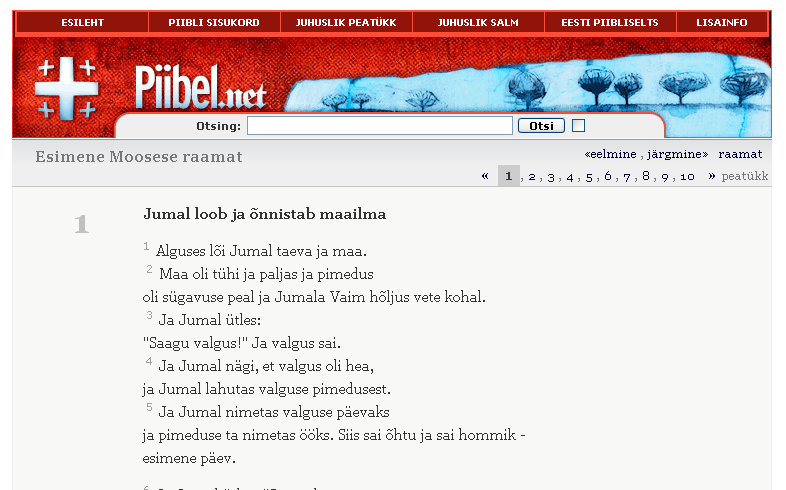 ESILEHT PIIBLI SISUKORD JUHUSLIK PEATÜKK JUHUSLIK SALM EESTI PIIBLISELTS LISAINFO
Piibel.net
Otsing: Otsi
Esimene Moosese raamat
«eelmine , järgmine» raamat
« 1 , 2 , 3 , 4 , 5 , 6 , 7 , 8 , 9 , 10 » peatükk
1 Jumal loob ja õnnistab maailma
1 Alguses lõi Jumal taeva ja maa.
2 Maa oli tühi ja paljas ja pimedus
oli sügavuse peal ja Jumala Vaim hõljus vete kohal.
3 Ja Jumal ütles:
"Saagu valgus!" Ja valgus sai.
4 Ja Jumal nägi, et valgus oli hea,
ja Jumal lahutas valguse pimedusest.
5 Ja Jumal nimetas valguse päevaks
ja pimeduse ta nimetas ööks. Siis sai õhtu ja sai hommik -
esimene päev.